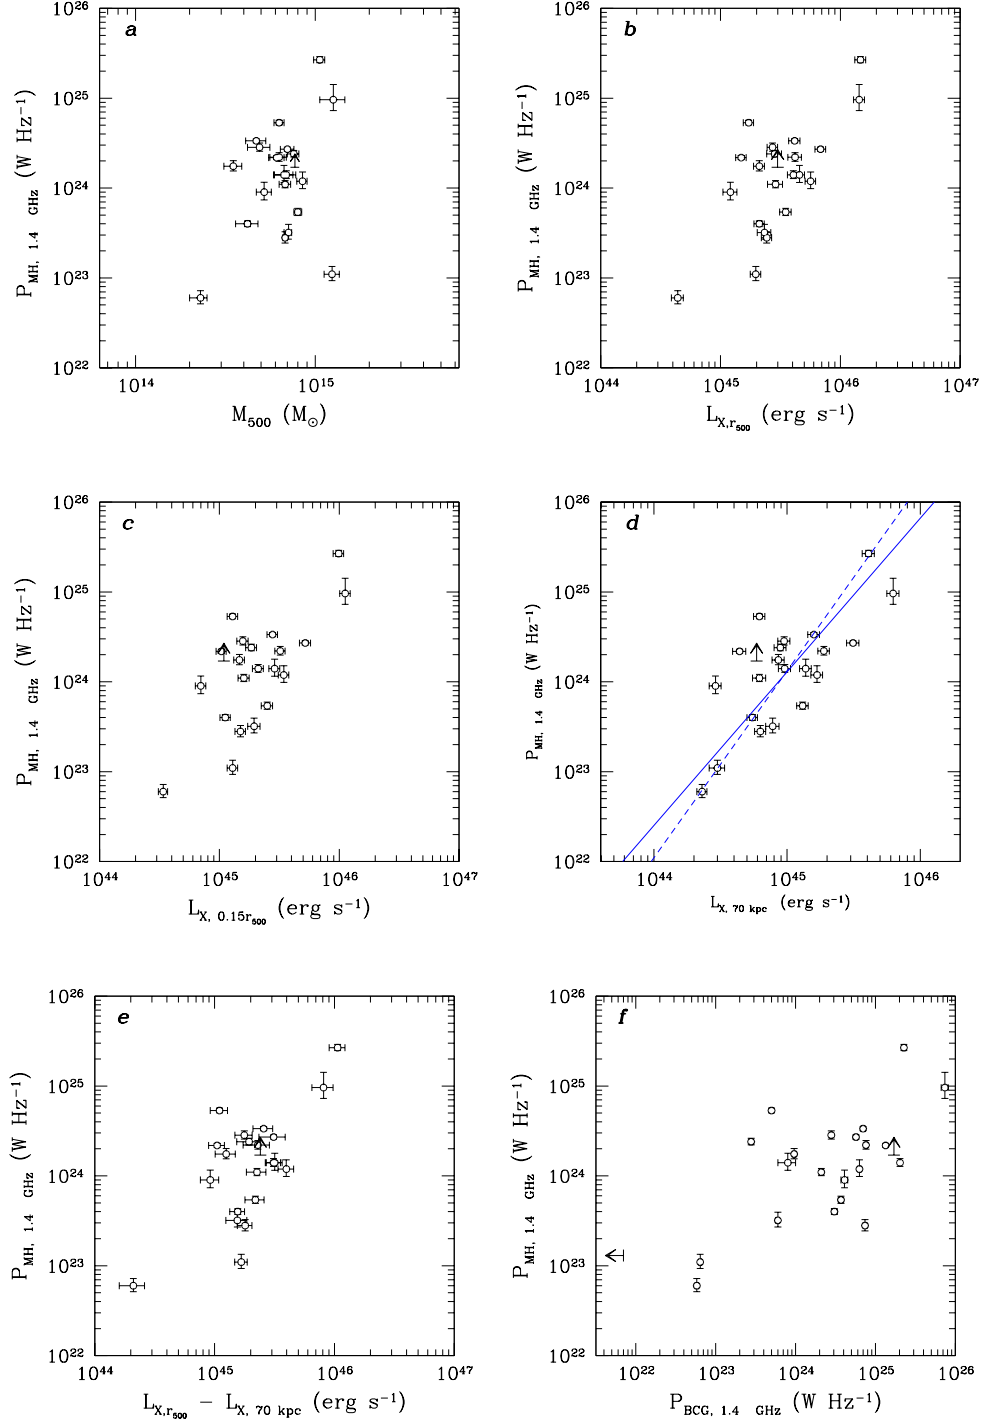 a
10²⁶
10²⁵
10²⁴
10²³
10²²
P_MH, 1.4 GHz (W Hz⁻¹)
10¹⁴ 10¹⁵
M₅₀₀ (M_⊙)
b
10²⁶
10²⁵
10²⁴
10²³
10²²
P_MH, 1.4 GHz (W Hz⁻¹)
10⁴⁴ 10⁴⁵ 10⁴⁶ 10⁴⁷
L_X,r₅₀₀ (erg s⁻¹)
c
10²⁶
10²⁵
10²⁴
10²³
10²²
P_MH, 1.4 GHz (W Hz⁻¹)
10⁴⁴ 10⁴⁵ 10⁴⁶ 10⁴⁷
L_X, 0.15r₅₀₀ (erg s⁻¹)
d
10²⁶
10²⁵
10²⁴
10²³
10²²
P_MH, 1.4 GHz (W Hz⁻¹)
10⁴⁴ 10⁴⁵ 10⁴⁶
L_X, 70 kpc (erg s⁻¹)
e
10²⁶
10²⁵
10²⁴
10²³
10²²
P_MH, 1.4 GHz (W Hz⁻¹)
10⁴⁴ 10⁴⁵ 10⁴⁶ 10⁴⁷
L_X,r₅₀₀ − L_X, 70 kpc (erg s⁻¹)
f
10²⁶
10²⁵
10²⁴
10²³
10²²
P_MH, 1.4 GHz (W Hz⁻¹)
10²² 10²³ 10²⁴ 10²⁵ 10²⁶
P_BCG, 1.4 GHz (W Hz⁻¹)